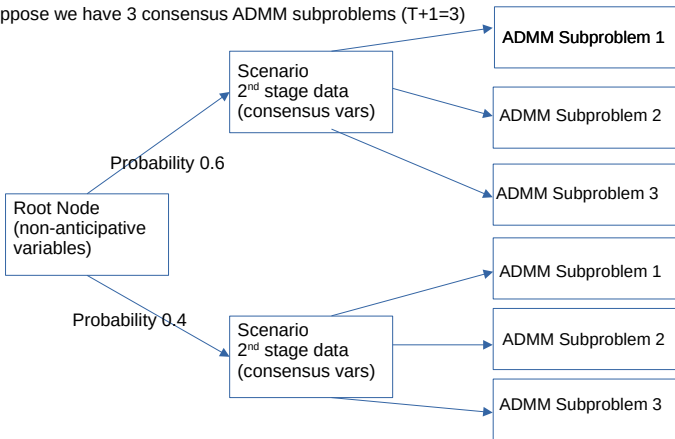 ppose we have 3 consensus ADMM subproblems (T+1=3)
ADMM Subproblem 1
Scenario
2nd stage data
(consensus vars)
ADMM Subproblem 2
Probability 0.6
ADMM Subproblem 3
Root Node
(non-anticipative
variables)
ADMM Subproblem 1
Probability 0.4
Scenario
2nd stage data
(consensus vars)
ADMM Subproblem 2
ADMM Subproblem 3